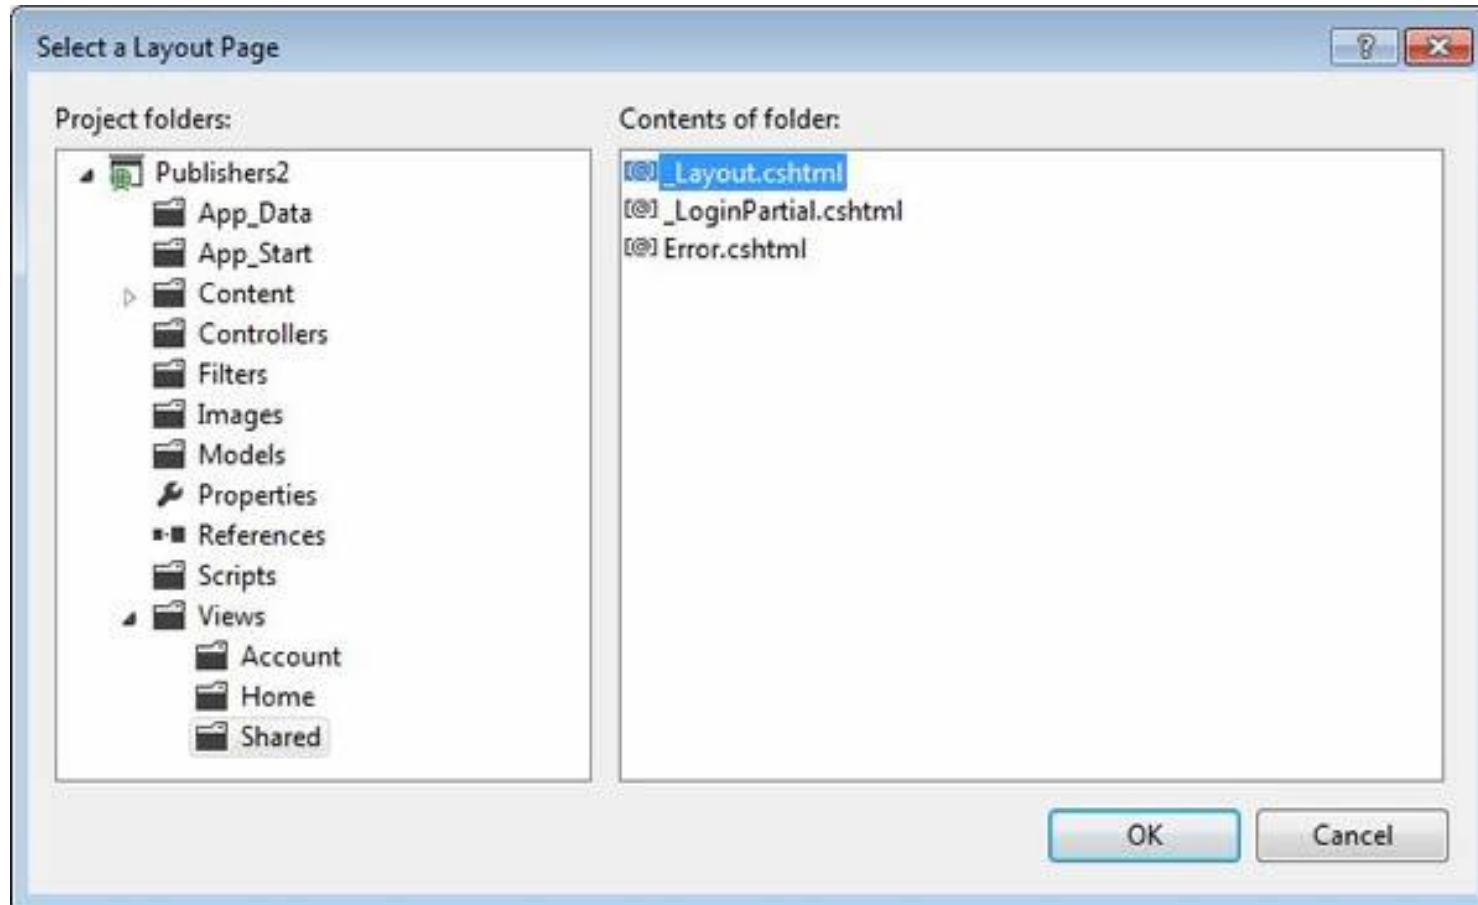 Select a Layout Page
Project folders:
Publishers2
App_Data
App_Start
Content
Controllers
Filters
Images
Models
Properties
References
Scripts
Views
Account
Home
Shared
Contents of folder:
_Layout.cshtml
_LoginPartial.cshtml
Error.cshtml
OK
Cancel